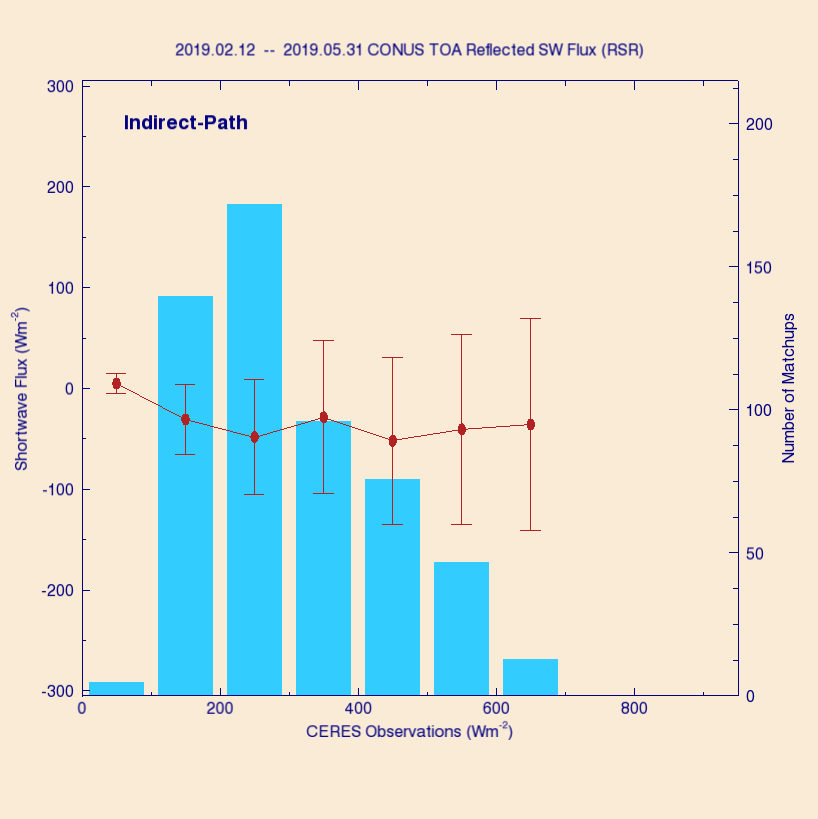 2019.02.12 -- 2019.05.31 CONUS TOA Reflected SW Flux (RSR)
Indirect-Path
300
200
100
0
-100
-200
-300
Shortwave Flux (Wm⁻²)
200
150
100
50
0
Number of Matchups
0 200 400 600 800
CERES Observations (Wm⁻²)